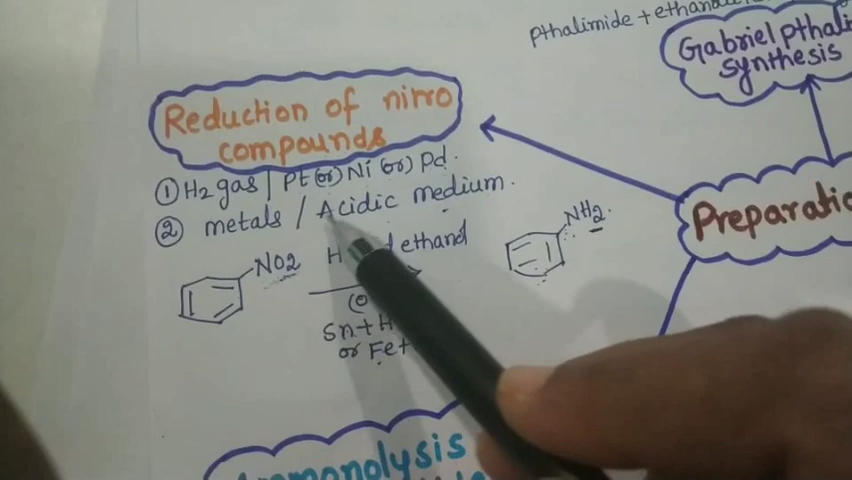 pthalimide + ethano
Gabriel pthali
synthesis
Reduction of nitro
compounds
① H2 gas / Pt (or) Ni (or) Pd.
② metals / Acidic medium.
NH2
Preparatio
ethanol
NO2
Sn + H
or Fe +
monolysis